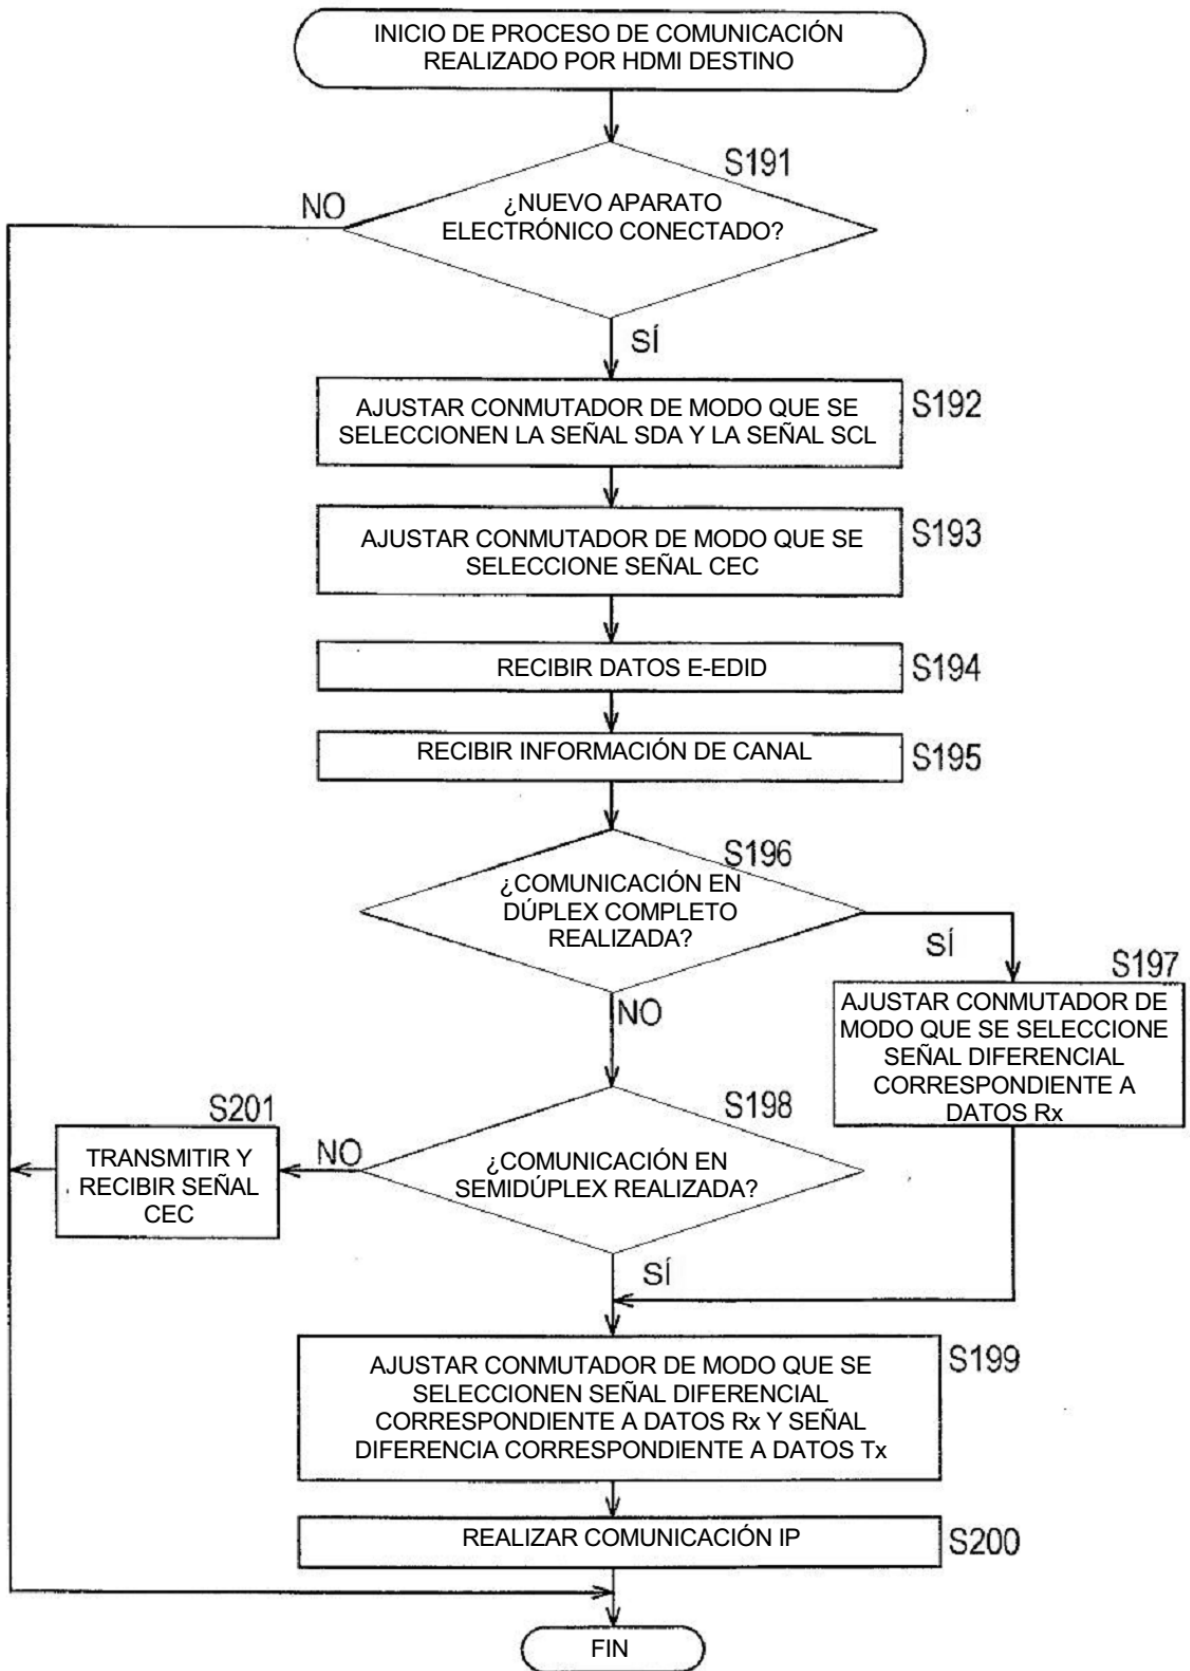 INICIO DE PROCESO DE COMUNICACIÓN
REALIZADO POR HDMI DESTINO
S191
NO
¿NUEVO APARATO
ELECTRÓNICO CONECTADO?
SÍ
S192
AJUSTAR CONMUTADOR DE MODO QUE SE
SELECCIONEN LA SEÑAL SDA Y LA SEÑAL SCL
S193
AJUSTAR CONMUTADOR DE MODO QUE SE
SELECCIONE SEÑAL CEC
RECIBIR DATOS E-EDID
S194
RECIBIR INFORMACIÓN DE CANAL
S195
S196
¿COMUNICACIÓN EN
DÚPLEX COMPLETO
REALIZADA?
SÍ
S197
NO
AJUSTAR CONMUTADOR DE
MODO QUE SE SELECCIONE
SEÑAL DIFERENCIAL
CORRESPONDIENTE A
DATOS Rx
S201
S198
TRANSMITIR Y
RECIBIR SEÑAL
CEC
NO
¿COMUNICACIÓN EN
SEMIDÚPLEX REALIZADA?
SÍ
S199
AJUSTAR CONMUTADOR DE MODO QUE SE
SELECCIONEN SEÑAL DIFERENCIAL
CORRESPONDIENTE A DATOS Rx Y SEÑAL
DIFERENCIA CORRESPONDIENTE A DATOS Tx
REALIZAR COMUNICACIÓN IP
S200
FIN